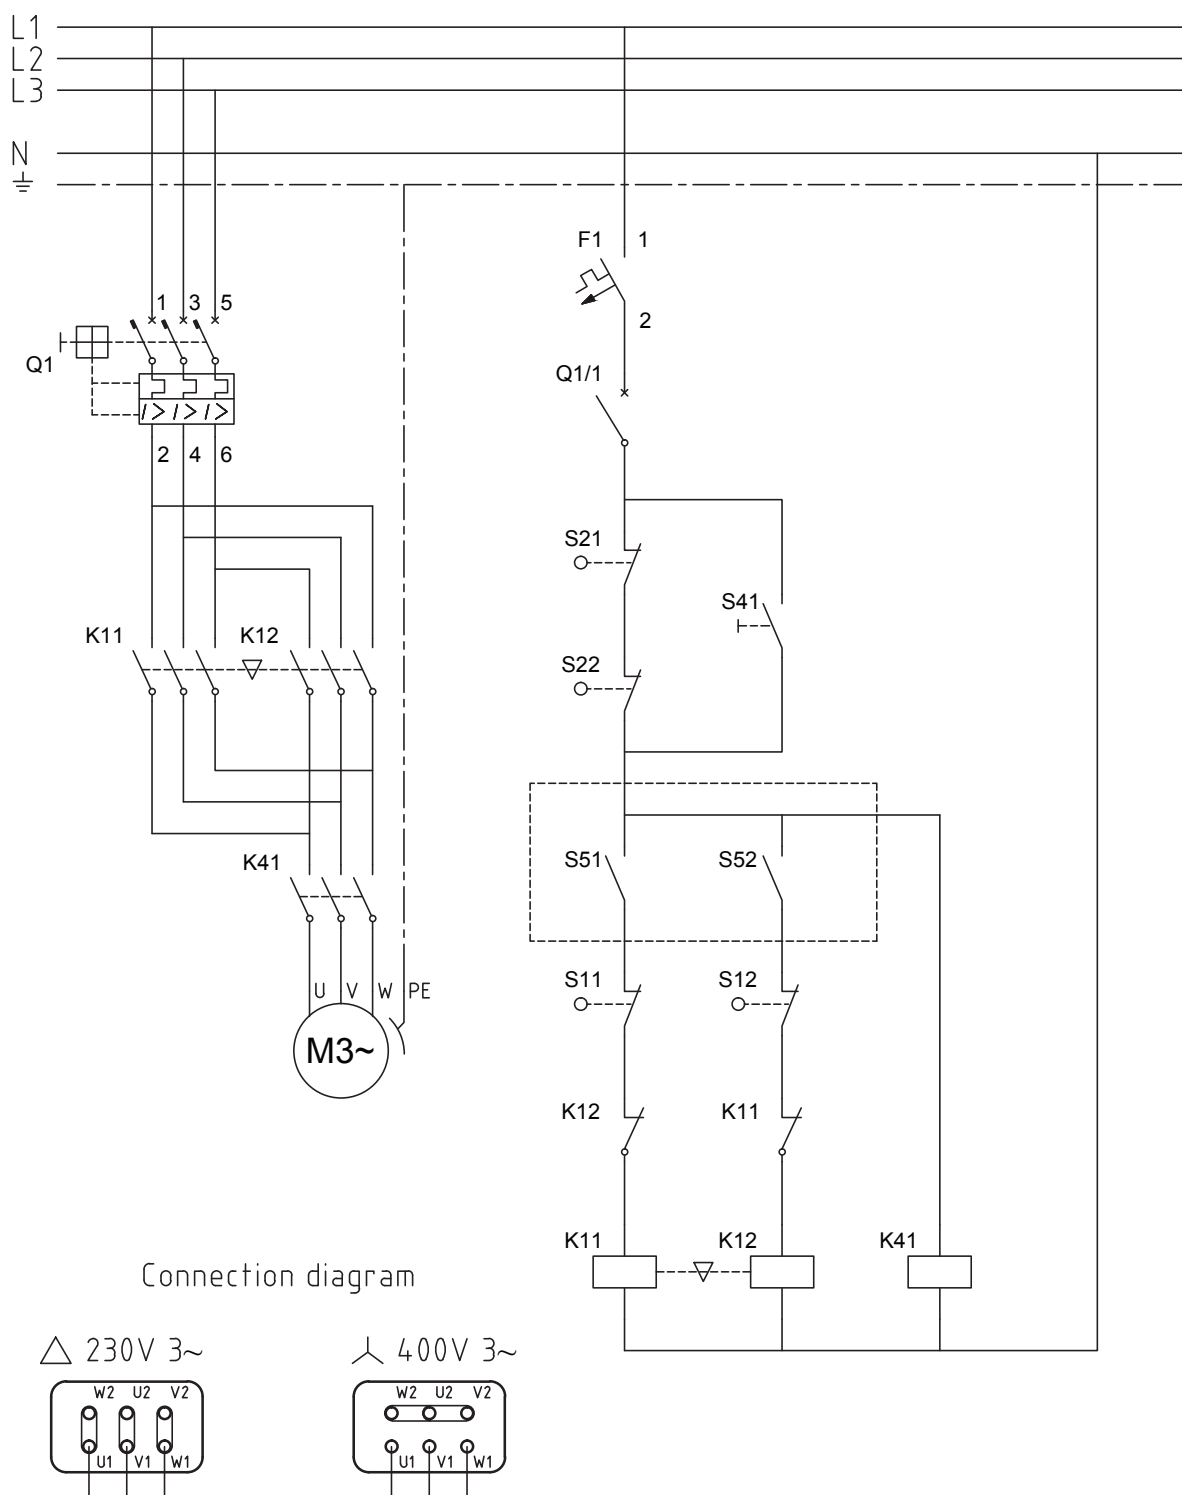 L1
L2
L3
N
F1 1
2
1 3 5
Q1
Q1/1
I> I> I>
2 4 6
S21
S41
K11 K12
S22
K41
S51 S52
U V W PE
S11 S12
M3~
K12 K11
K11 K12 K41
Connection diagram
△ 230V 3~
400V 3~
W2 U2 V2
U1 V1 W1
W2 U2 V2
U1 V1 W1